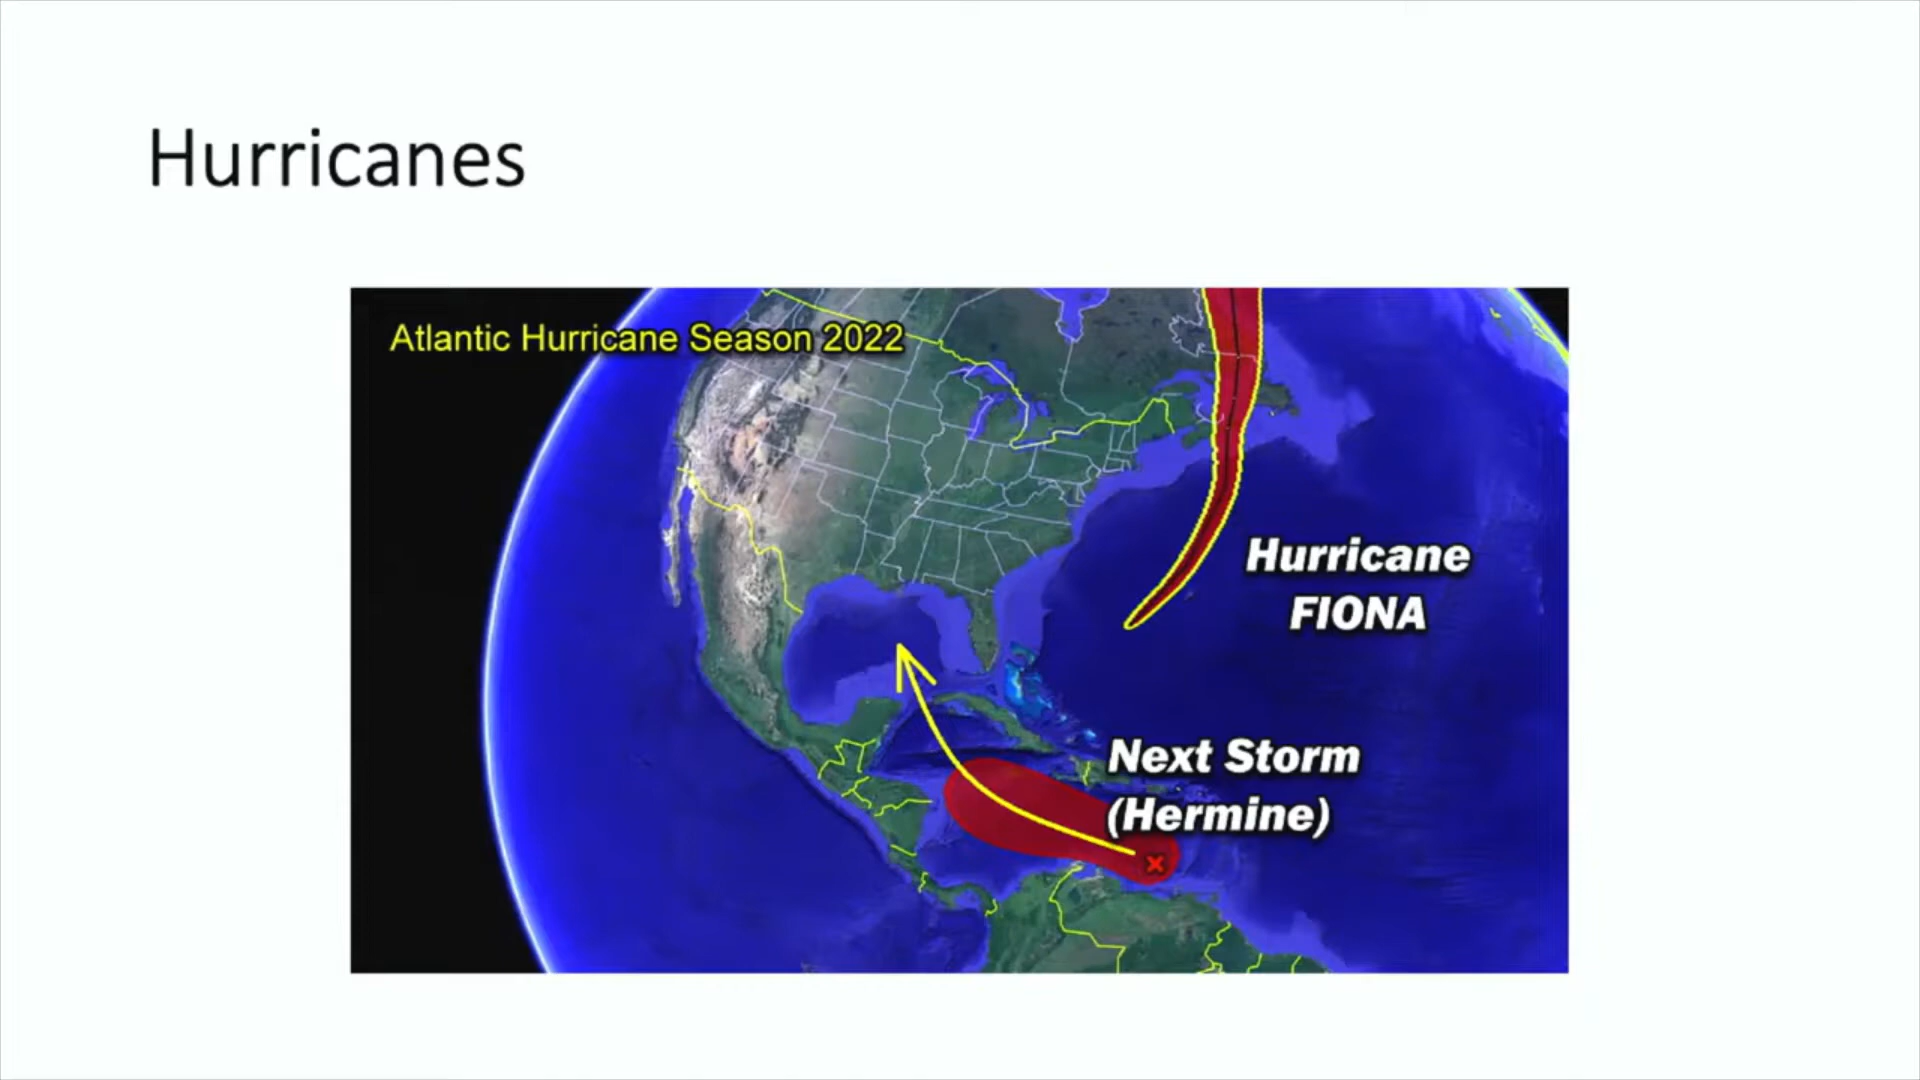 Hurricanes
Atlantic Hurricane Season 2022
Hurricane
FIONA
Next Storm
(Hermine)